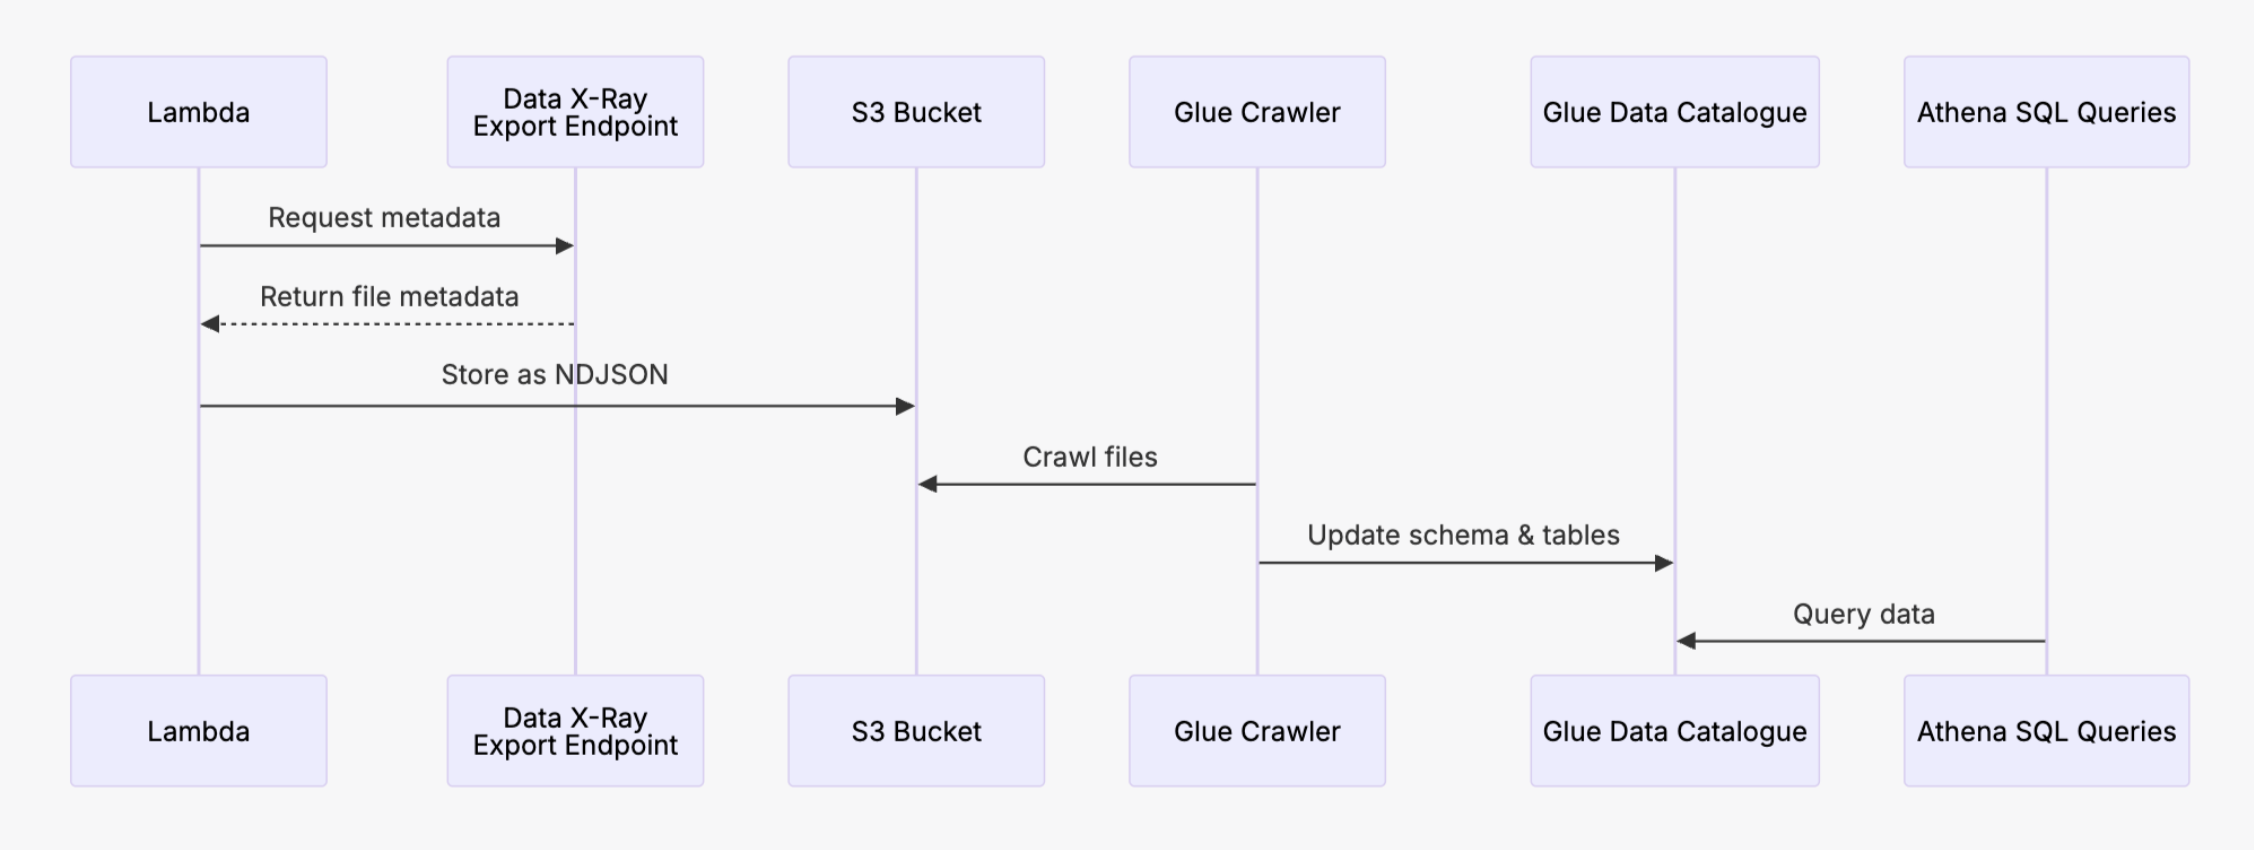 Lambda
Data X-Ray
Export Endpoint
S3 Bucket
Glue Crawler
Glue Data Catalogue
Athena SQL Queries
Request metadata
Return file metadata
Store as NDJSON
Crawl files
Update schema & tables
Query data
Lambda
Data X-Ray
Export Endpoint
S3 Bucket
Glue Crawler
Glue Data Catalogue
Athena SQL Queries